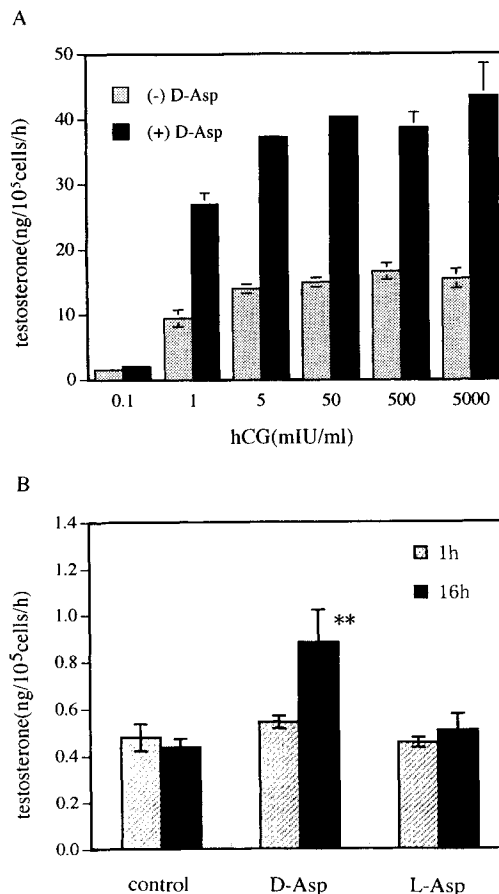 A
50
40
30
20
10
0
testosterone(ng/10⁵cells/h)
(-) D-Asp
(+) D-Asp
0.1 1 5 50 500 5000
hCG(mIU/ml)
B
1.4
1.2
1.0
0.8
0.6
0.4
0.2
0.0
testosterone(ng/10⁵cells/h)
1h
16h
**
control D-Asp L-Asp